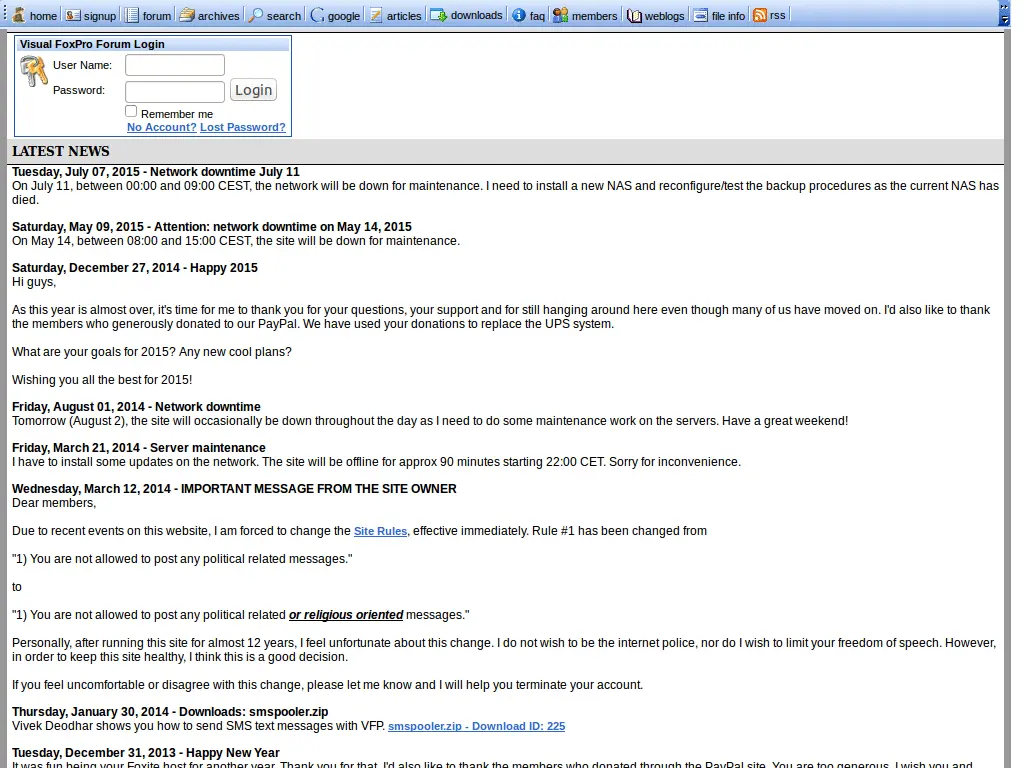 home signup forum archives search google articles downloads faq members weblogs file info rss
Visual FoxPro Forum Login
User Name:
Password:
Login
Remember me
No Account? Lost Password?
LATEST NEWS
Tuesday, July 07, 2015 - Network downtime July 11
On July 11, between 00:00 and 09:00 CEST, the network will be down for maintenance. I need to install a new NAS and reconfigure/test the backup procedures as the current NAS has
died.
Saturday, May 09, 2015 - Attention: network downtime on May 14, 2015
On May 14, between 08:00 and 15:00 CEST, the site will be down for maintenance.
Saturday, December 27, 2014 - Happy 2015
Hi guys,
As this year is almost over, it's time for me to thank you for your questions, your support and for still hanging around here even though many of us have moved on. I'd also like to thank
the members who generously donated to our PayPal. We have used your donations to replace the UPS system.
What are your goals for 2015? Any new cool plans?
Wishing you all the best for 2015!
Friday, August 01, 2014 - Network downtime
Tomorrow (August 2), the site will occasionally be down throughout the day as I need to do some maintenance work on the servers. Have a great weekend!
Friday, March 21, 2014 - Server maintenance
I have to install some updates on the network. The site will be offline for approx 90 minutes starting 22:00 CET. Sorry for inconvenience.
Wednesday, March 12, 2014 - IMPORTANT MESSAGE FROM THE SITE OWNER
Dear members,
Due to recent events on this website, I am forced to change the Site Rules, effective immediately. Rule #1 has been changed from
"1) You are not allowed to post any political related messages."
to
"1) You are not allowed to post any political related or religious oriented messages."
Personally, after running this site for almost 12 years, I feel unfortunate about this change. I do not wish to be the internet police, nor do I wish to limit your freedom of speech. However,
in order to keep this site healthy, I think this is a good decision.
If you feel uncomfortable or disagree with this change, please let me know and I will help you terminate your account.
Thursday, January 30, 2014 - Downloads: smspooler.zip
Vivek Deodhar shows you how to send SMS text messages with VFP. smspooler.zip - Download ID: 225
Tuesday, December 31, 2013 - Happy New Year
It was fun being your Foxite host for another year. Thank you for that. I'd also like to thank the members who donated through the PayPal site. You are too generous. I wish you and